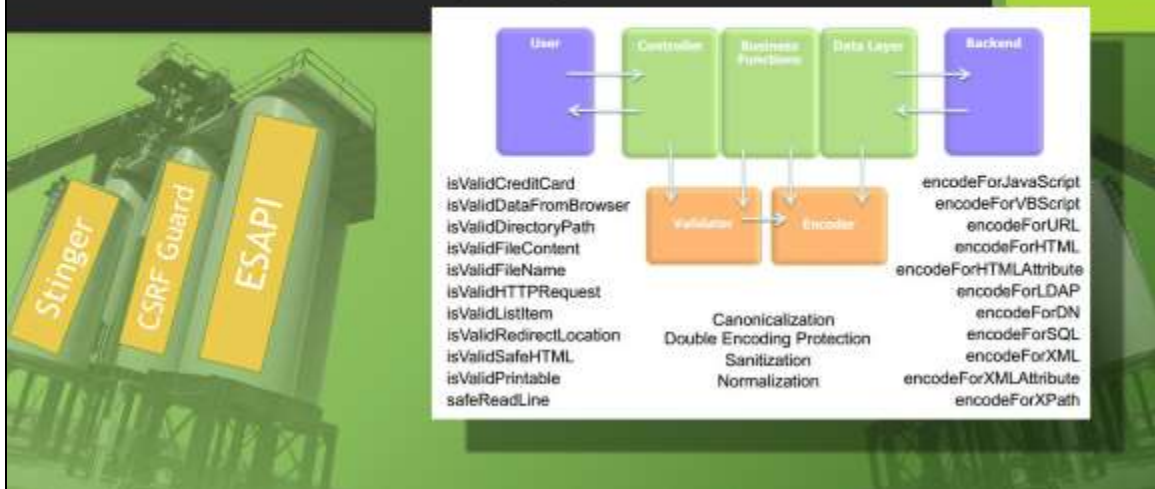 Stinger
CSRF Guard
ESAPI
User
Controller
Business
Functions
Data Layer
Backend
Validator
Encoder
isValidCreditCard
isValidDataFromBrowser
isValidDirectoryPath
isValidFileContent
isValidFileName
isValidHTTPRequest
isValidListItem
isValidRedirectLocation
isValidSafeHTML
isValidPrintable
safeReadLine
Canonicalization
Double Encoding Protection
Sanitization
Normalization
encodeForJavaScript
encodeForVBScript
encodeForURL
encodeForHTML
encodeForHTMLAttribute
encodeForLDAP
encodeForDN
encodeForSQL
encodeForXML
encodeForXMLAttribute
encodeForXPath